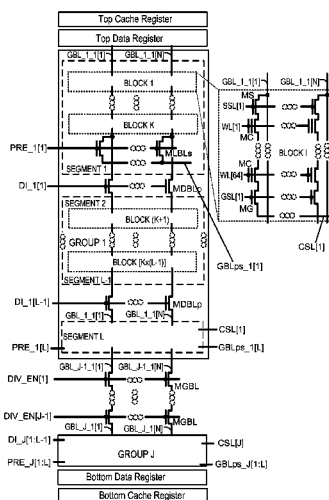 Top Cache Register
Top Data Register
GBL_1_1[1] GBL_1_1[N]
BLOCK 1
BLOCK K
PRE_1[1]
MLBLs
SEGMENT 1
DI_1[1]
MDBLp
SEGMENT 2
BLOCK (K+1)
GROUP 1
BLOCK [Kx(L-1)]
SEGMENT L-1
DI_1[L-1]
MDBLp
GBL_1_1[1] GBL_1_1[N]
SEGMENT L
PRE_1[L]
CSL[1]
GBLps_1[L]
GBL_J-1_1[1] GBL_J-1_1[N]
DIV_EN[1]
MGBL
DIV_EN[J-1]
MGBL
GBL_J_1[1] GBL_J_1[N]
DI_J[1:L-1]
PRE_J[1:L]
GROUP J
CSL[J]
GBLps_J[1:L]
Bottom Data Register
Bottom Cache Register
GBL_1_1[1] GBL_1_1[N]
MS
SSL[1]
WL[1]
MC
BLOCK I
MC
WL[64]
GSL[1]
MG
CSL[1]
GBLps_1[1]